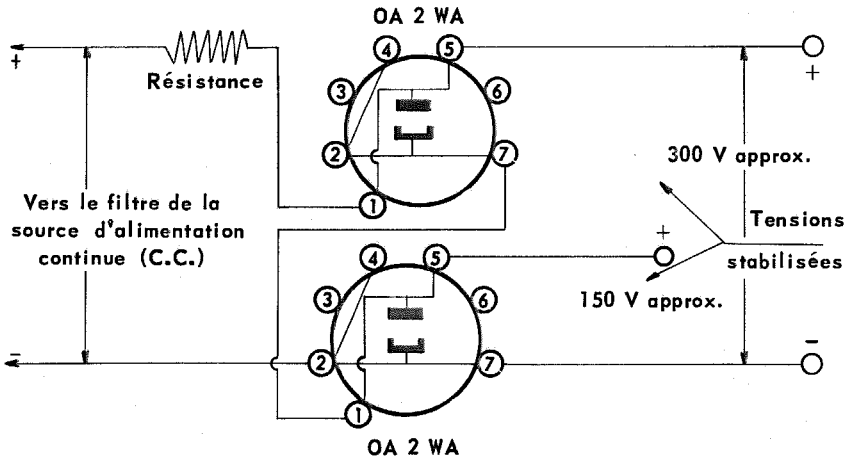 OA 2 WA
+
Résistance
4
5
3
6
2
7
1
+
300 V approx.
Vers le filtre de la
source d'alimentation
continue (C.C.)
Tensions
stabilisées
+
150 V approx.
4
5
3
6
2
7
1
−
−
OA 2 WA